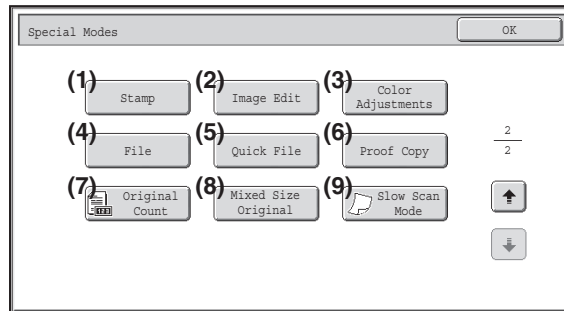 Special Modes
OK
(1)
Stamp
(2)
Image Edit
(3)
Color
Adjustments
(4)
File
(5)
Quick File
(6)
Proof Copy
2
2
(7)
123
Original
Count
(8)
Mixed Size
Original
(9)
Slow Scan
Mode